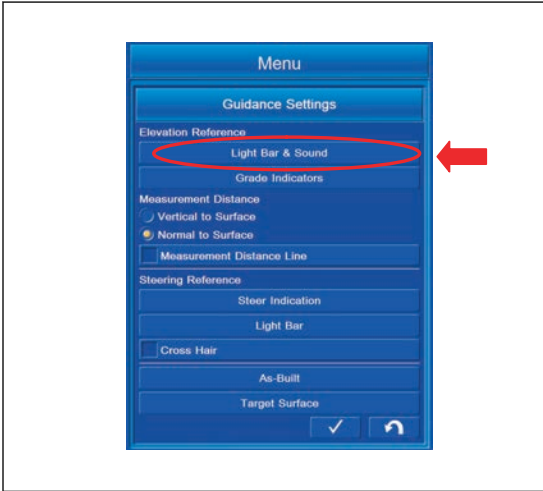 Menu
Guidance Settings
Elevation Reference
Light Bar & Sound
Grade Indicators
Measurement Distance
Vertical to Surface
Normal to Surface
Measurement Distance Line
Steering Reference
Steer Indication
Light Bar
Cross Hair
As-Built
Target Surface